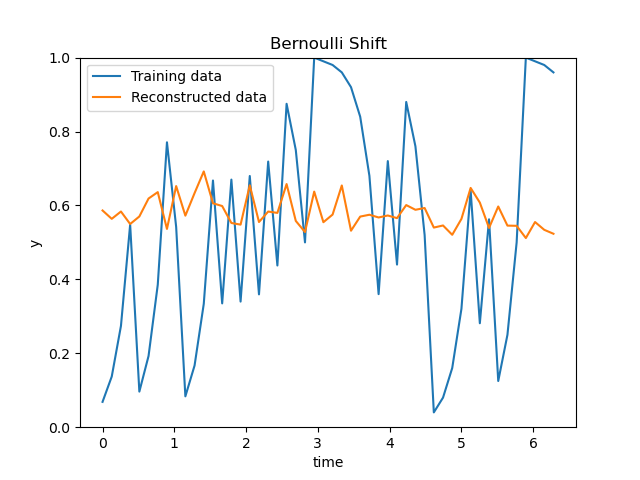 Bernoulli Shift
Training data
Reconstructed data
1.0
0.8
0.6
0.4
0.2
0.0
y
0 1 2 3 4 5 6
time